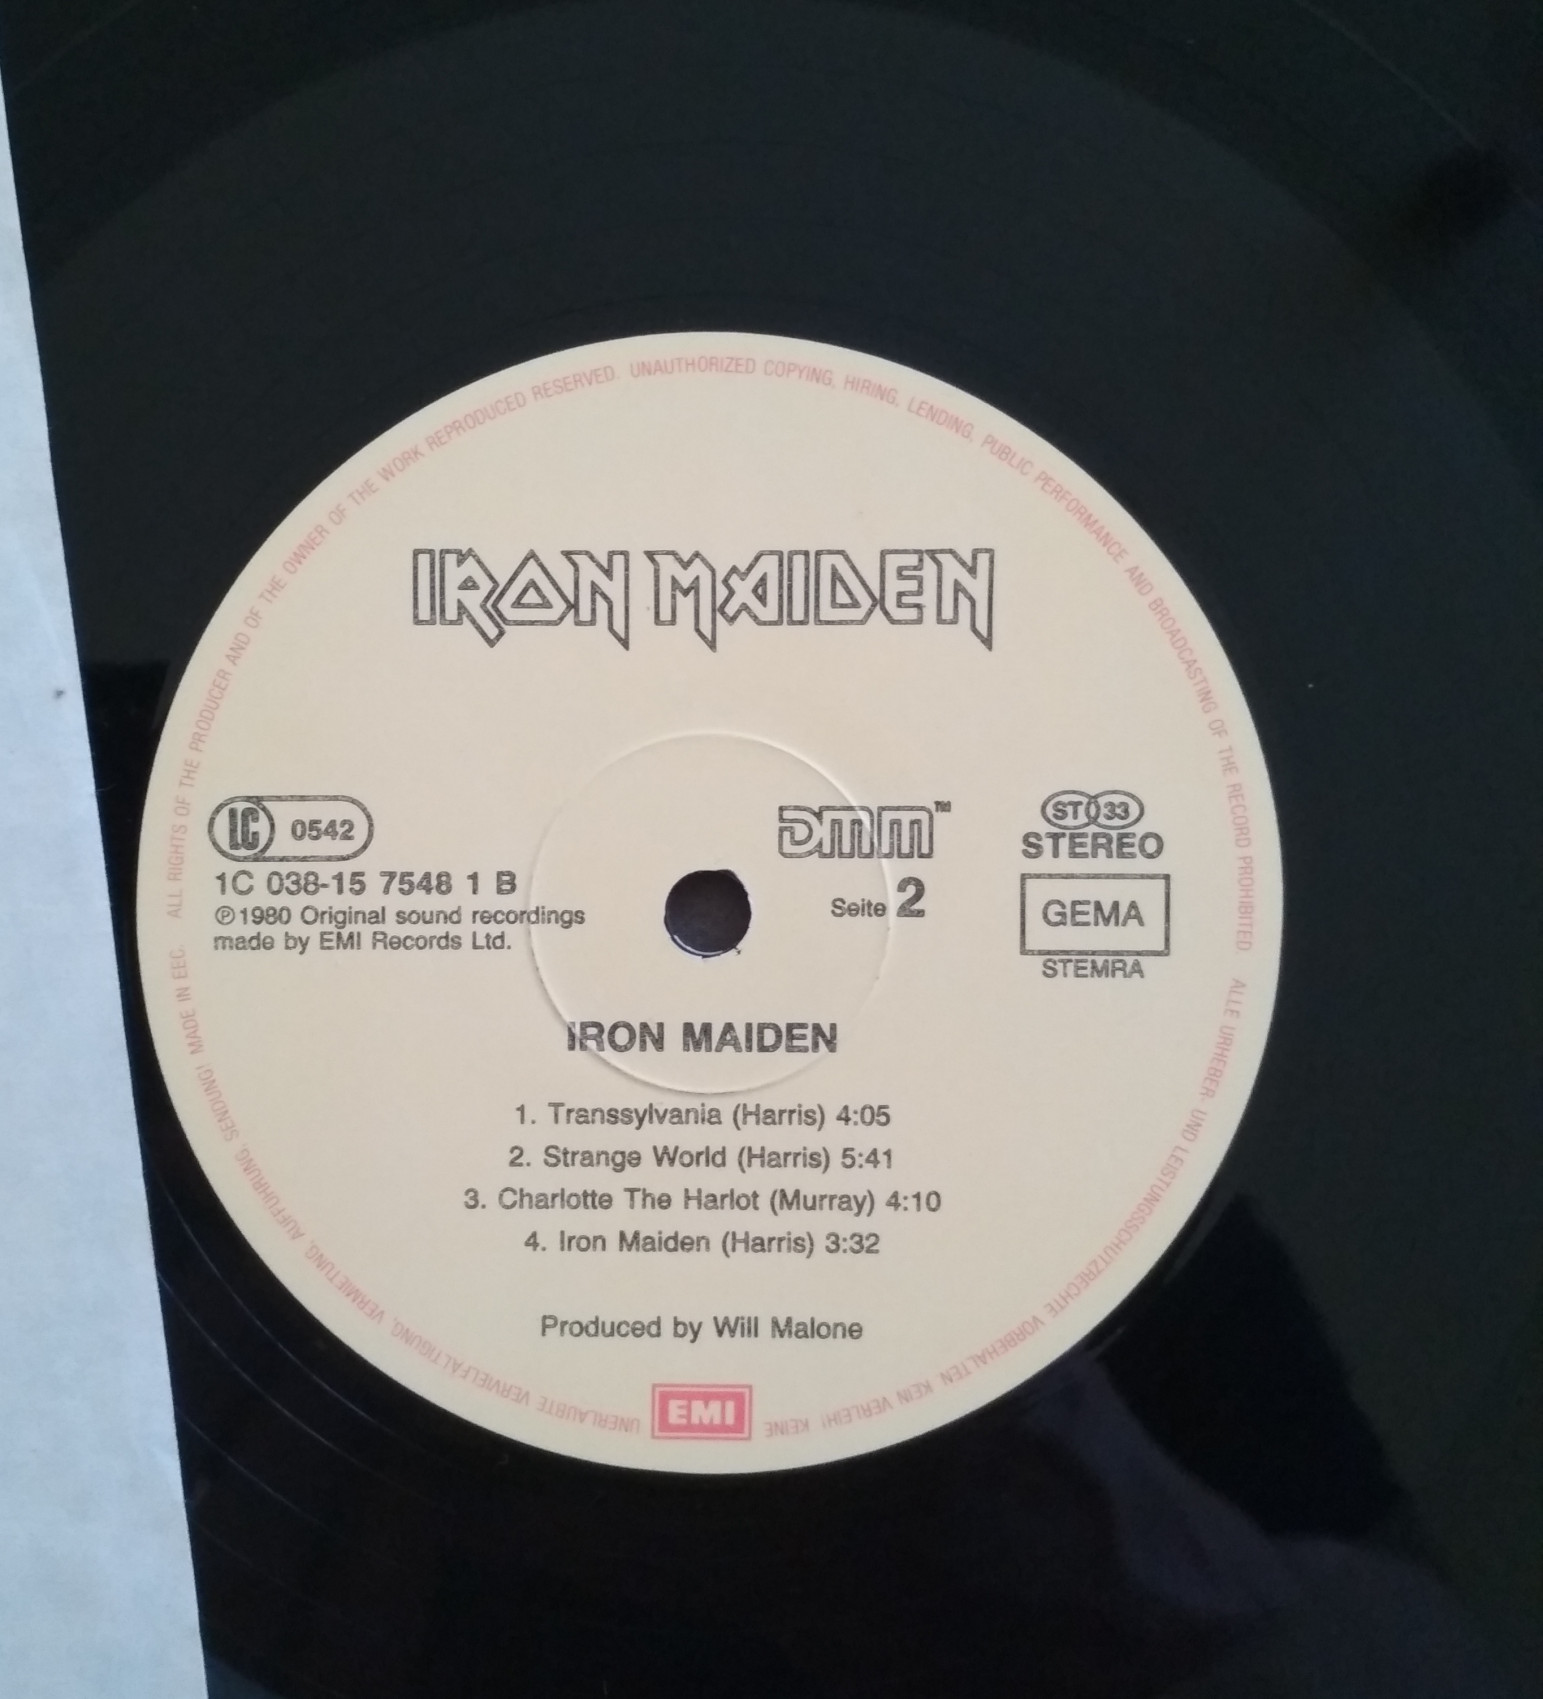 ALL RIGHTS OF THE PRODUCER AND OF THE OWNER OF THE WORK REPRODUCED RESERVED. UNAUTHORIZED COPYING, HIRING, LENDING, PUBLIC PERFORMANCE AND BROADCASTING OF THE RECORD PROHIBITED.
ALLE URHEBER- UND LEISTUNGSSCHUTZRECHTE VORBEHALTEN. KEIN VERLEIH! KEINE UNERLAUBTE VERVIELFÄLTIGUNG, VERMIETUNG, AUFFÜHRUNG, SENDUNG! MADE IN EEC.
IRON MAIDEN
LC 0542
1C 038-15 7548 1 B
℗1980 Original sound recordings
made by EMI Records Ltd.
DMM™
Seite 2
ST 33
STEREO
GEMA
STEMRA
IRON MAIDEN
1. Transsylvania (Harris) 4:05
2. Strange World (Harris) 5:41
3. Charlotte The Harlot (Murray) 4:10
4. Iron Maiden (Harris) 3:32
Produced by Will Malone
EMI